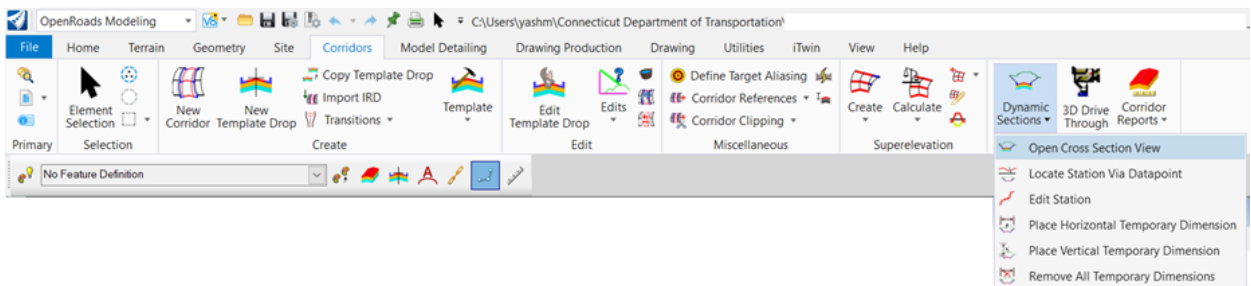 OpenRoads Modeling C:\Users\yashm\Connecticut Department of Transportation\
File Home Terrain Geometry Site Corridors Model Detailing Drawing Production Drawing Utilities iTwin View Help
Element Selection
New Corridor
New Template Drop
Copy Template Drop
Import IRD
Transitions
Template
Edit Template Drop
Edits
Define Target Aliasing
Corridor References
Corridor Clipping
Create
Calculate
Dynamic Sections
3D Drive Through
Corridor Reports
Primary Selection Create Edit Miscellaneous Superelevation
No Feature Definition
Open Cross Section View
Locate Station Via Datapoint
Edit Station
Place Horizontal Temporary Dimension
Place Vertical Temporary Dimension
Remove All Temporary Dimensions